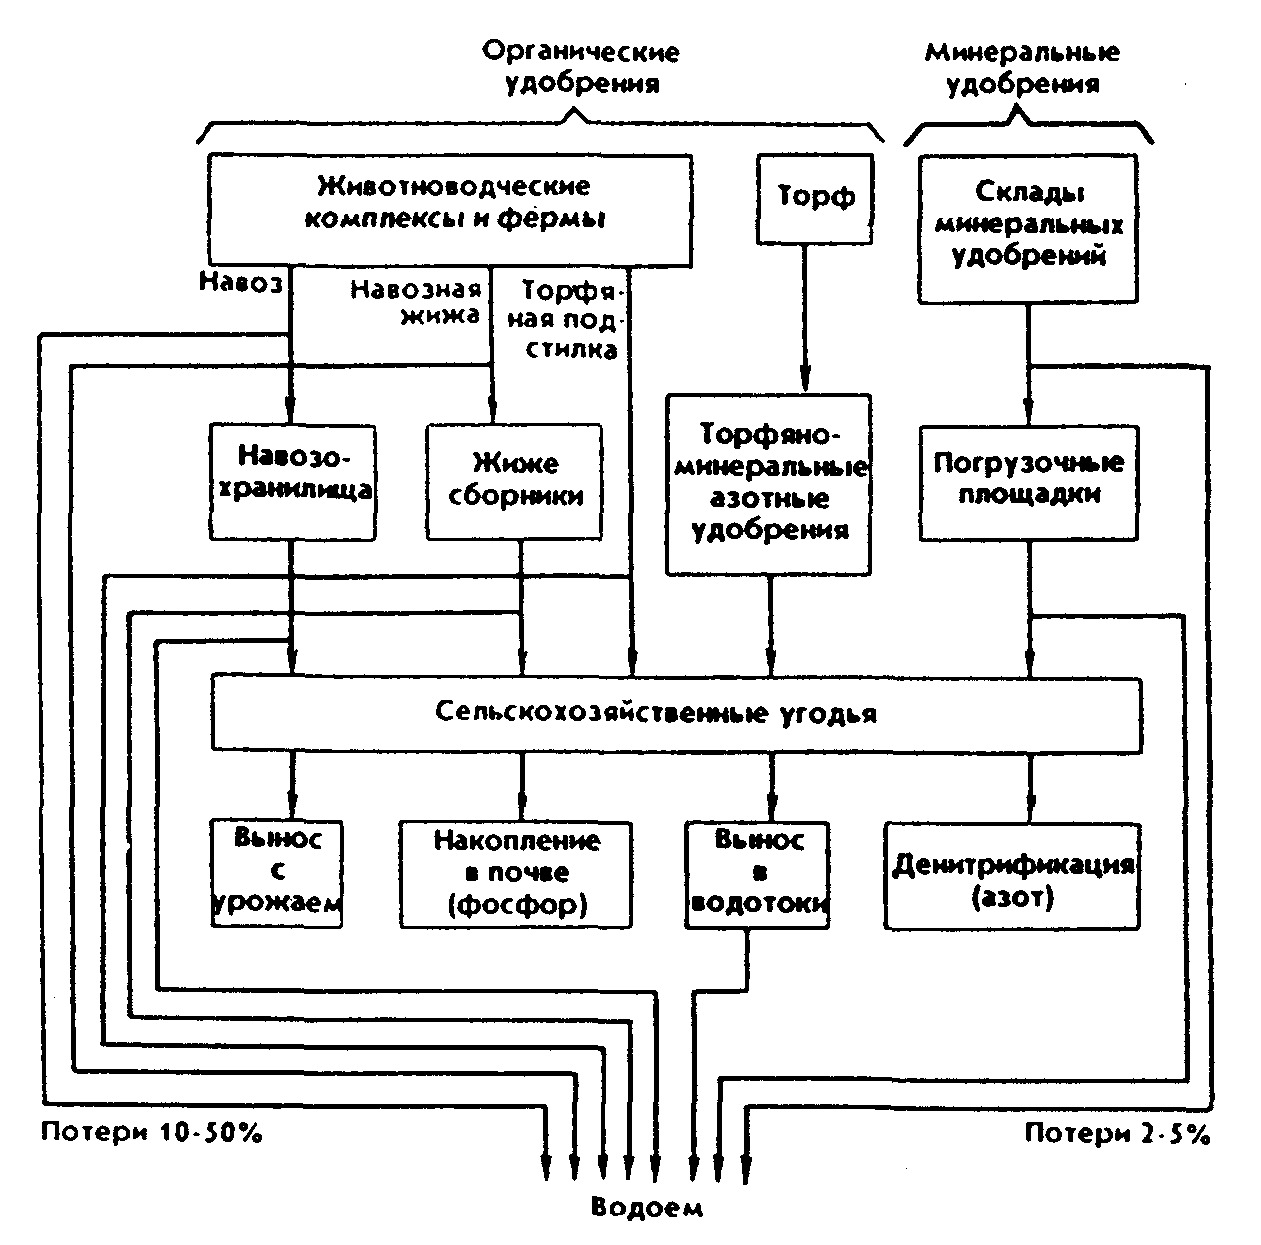 Органические
удобрения
Минеральные
удобрения
Животноводческие
комплексы и фермы
Торф
Склады
минеральных
удобрений
Навоз
Навозная
жижа
Торфя-
ная под-
стилка
Навозо-
хранилища
Жиже
сборники
Торфяно-
минеральные
азотные
удобрения
Погрузочные
площадки
Сельскохозяйственные угодья
Вынос
с
урожаем
Накопление
в почве
(фосфор)
Вынос
в
водотоки
Денитрификация
(азот)
Потери 10-50%
Потери 2-5%
Водоем